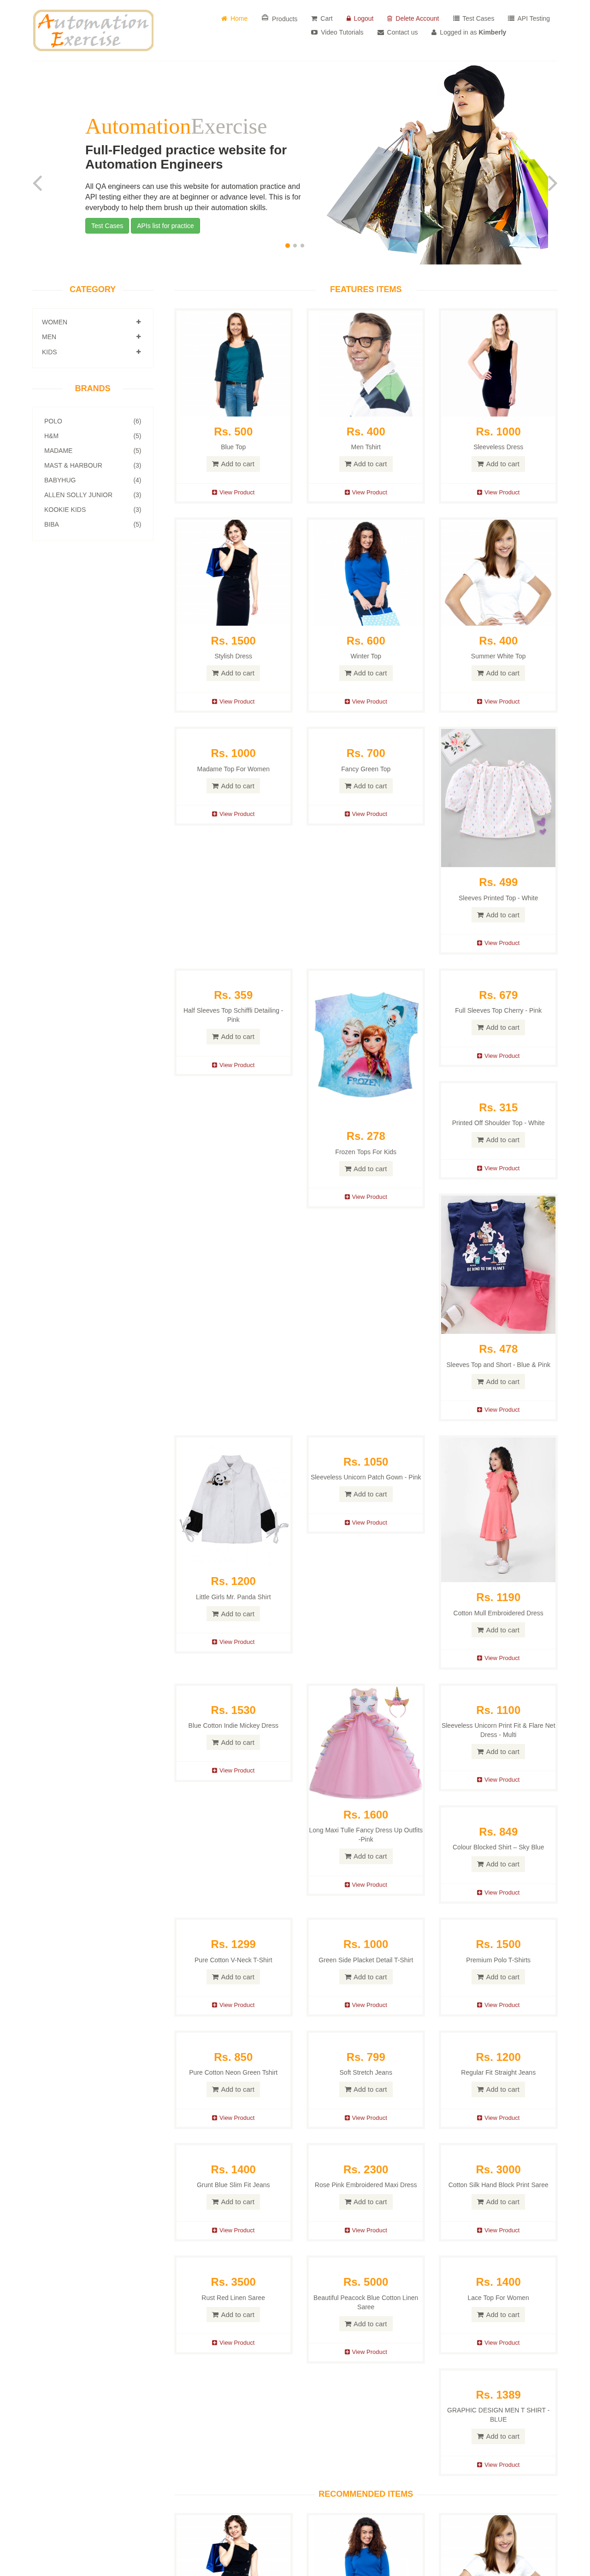 Automation
Exercise
Home
Products
Cart
Logout
Delete Account
Test Cases
API Testing
Video Tutorials
Contact us
Logged in as Kimberly
AutomationExercise
Full-Fledged practice website for
Automation Engineers
All QA engineers can use this website for automation practice and
API testing either they are at beginner or advance level. This is for
everybody to help them brush up their automation skills.
Test Cases
APIs list for practice
CATEGORY
WOMEN
MEN
KIDS
BRANDS
POLO (6)
H&M (5)
MADAME (5)
MAST & HARBOUR (3)
BABYHUG (4)
ALLEN SOLLY JUNIOR (3)
KOOKIE KIDS (3)
BIBA (5)
FEATURES ITEMS
Rs. 500
Blue Top
Add to cart
View Product
Rs. 400
Men Tshirt
Add to cart
View Product
Rs. 1000
Sleeveless Dress
Add to cart
View Product
Rs. 1500
Stylish Dress
Add to cart
View Product
Rs. 600
Winter Top
Add to cart
View Product
Rs. 400
Summer White Top
Add to cart
View Product
Rs. 1000
Madame Top For Women
Add to cart
View Product
Rs. 700
Fancy Green Top
Add to cart
View Product
Rs. 499
Sleeves Printed Top - White
Add to cart
View Product
Rs. 359
Half Sleeves Top Schiffli Detailing -
Pink
Add to cart
View Product
FROZEN
Rs. 278
Frozen Tops For Kids
Add to cart
View Product
Rs. 679
Full Sleeves Top Cherry - Pink
Add to cart
View Product
Rs. 315
Printed Off Shoulder Top - White
Add to cart
View Product
BE KIND TO THE PLANET
Rs. 478
Sleeves Top and Short - Blue & Pink
Add to cart
View Product
Rs. 1200
Little Girls Mr. Panda Shirt
Add to cart
View Product
Rs. 1050
Sleeveless Unicorn Patch Gown - Pink
Add to cart
View Product
Rs. 1190
Cotton Mull Embroidered Dress
Add to cart
View Product
Rs. 1530
Blue Cotton Indie Mickey Dress
Add to cart
View Product
Rs. 1600
Long Maxi Tulle Fancy Dress Up Outfits
-Pink
Add to cart
View Product
Rs. 1100
Sleeveless Unicorn Print Fit & Flare Net
Dress - Multi
Add to cart
View Product
Rs. 849
Colour Blocked Shirt – Sky Blue
Add to cart
View Product
Rs. 1299
Pure Cotton V-Neck T-Shirt
Add to cart
View Product
Rs. 1000
Green Side Placket Detail T-Shirt
Add to cart
View Product
Rs. 1500
Premium Polo T-Shirts
Add to cart
View Product
Rs. 850
Pure Cotton Neon Green Tshirt
Add to cart
View Product
Rs. 799
Soft Stretch Jeans
Add to cart
View Product
Rs. 1200
Regular Fit Straight Jeans
Add to cart
View Product
Rs. 1400
Grunt Blue Slim Fit Jeans
Add to cart
View Product
Rs. 2300
Rose Pink Embroidered Maxi Dress
Add to cart
View Product
Rs. 3000
Cotton Silk Hand Block Print Saree
Add to cart
View Product
Rs. 3500
Rust Red Linen Saree
Add to cart
View Product
Rs. 5000
Beautiful Peacock Blue Cotton Linen
Saree
Add to cart
View Product
Rs. 1400
Lace Top For Women
Add to cart
View Product
Rs. 1389
GRAPHIC DESIGN MEN T SHIRT -
BLUE
Add to cart
View Product
RECOMMENDED ITEMS